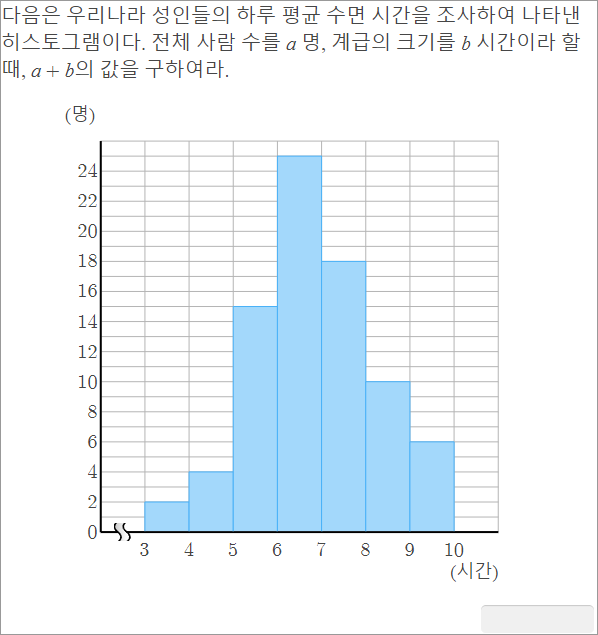 다음은 우리나라 성인들의 하루 평균 수면 시간을 조사하여 나타낸
히스토그램이다. 전체 사람 수를 a 명, 계급의 크기를 b 시간이라 할
때, a + b의 값을 구하여라.
(명)
24
22
20
18
16
14
12
10
8
6
4
2
0
3 4 5 6 7 8 9 10
(시간)